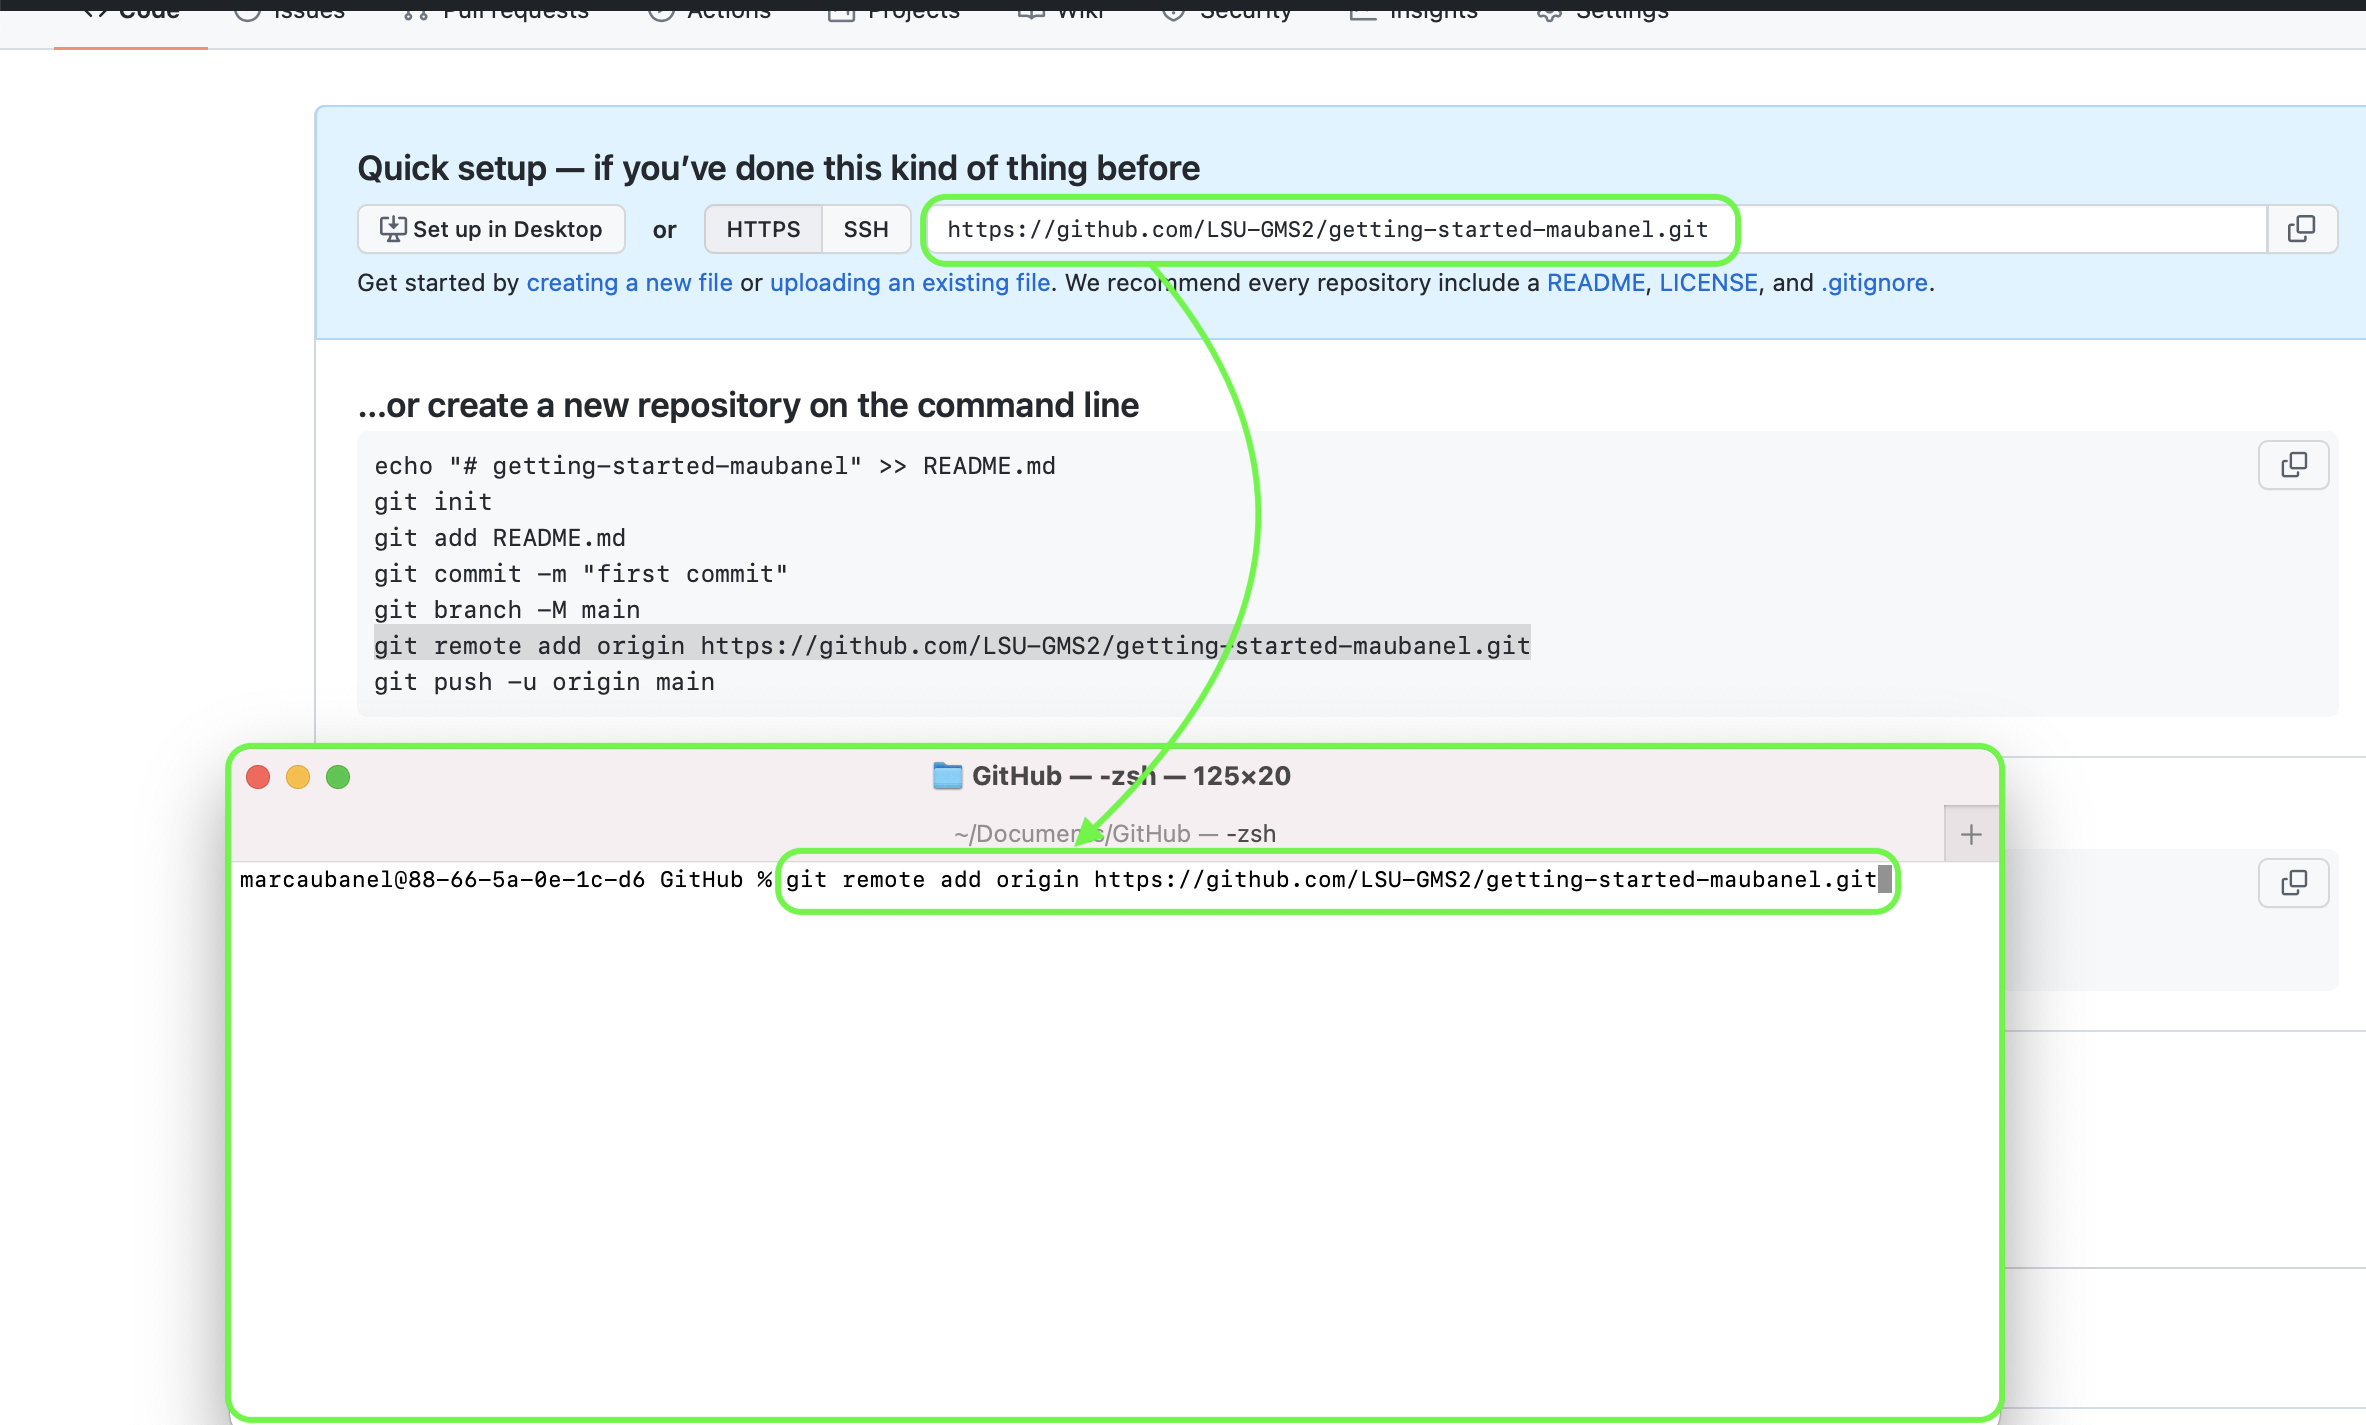 Code Issues Pull requests Actions Projects Wiki Security Insights Settings
Quick setup — if you’ve done this kind of thing before
Set up in Desktop or HTTPS SSH https://github.com/LSU-GMS2/getting-started-maubanel.git
Get started by creating a new file or uploading an existing file. We recommend every repository include a README, LICENSE, and .gitignore.
...or create a new repository on the command line
echo "# getting-started-maubanel" >> README.md
git init
git add README.md
git commit -m "first commit"
git branch -M main
git remote add origin https://github.com/LSU-GMS2/getting-started-maubanel.git
git push -u origin main
GitHub — -zsh — 125×20
~/Documents/GitHub — -zsh
marcaubanel@88-66-5a-0e-1c-d6 GitHub % git remote add origin https://github.com/LSU-GMS2/getting-started-maubanel.git